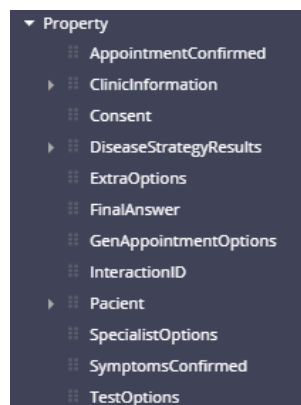 Property
AppointmentConfirmed
ClinicInformation
Consent
DiseaseStrategyResults
ExtraOptions
FinalAnswer
GenAppointmentOptions
InteractionID
Pacient
SpecialistOptions
SymptomsConfirmed
TestOptions